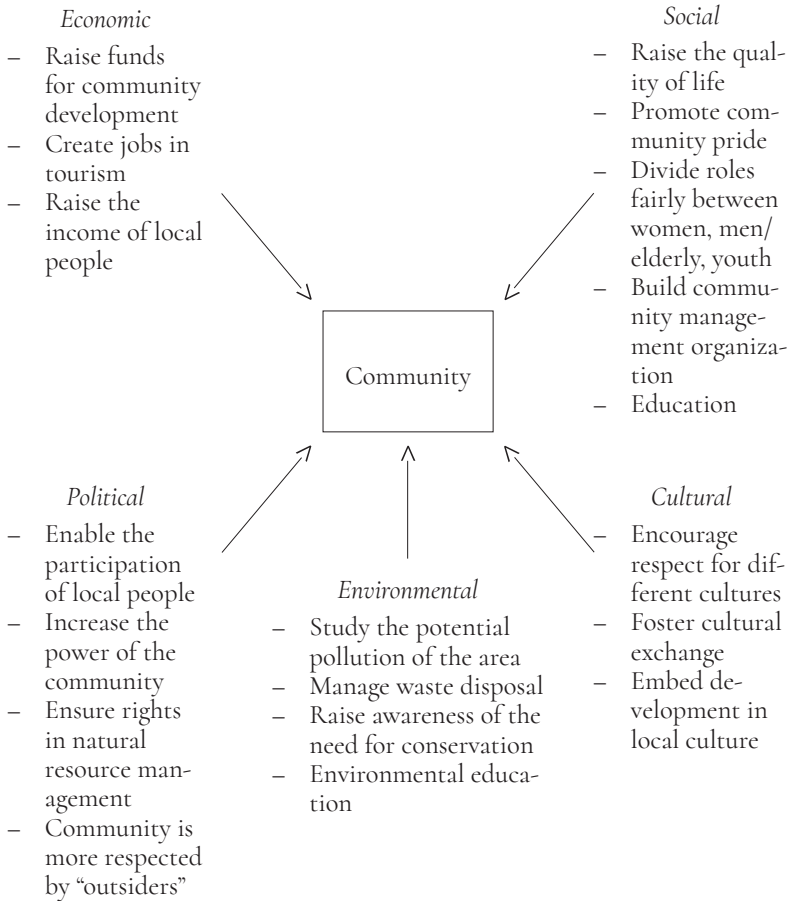 Economic
– Raise funds
for community
development
– Create jobs in
tourism
– Raise the
income of local
people
Social
– Raise the qual-
ity of life
– Promote com-
munity pride
– Divide roles
fairly between
women, men/
elderly, youth
– Build commu-
nity manage-
ment organiza-
tion
– Education
Community
Political
– Enable the
participation
of local people
– Increase the
power of the
community
– Ensure rights
in natural
resource man-
agement
– Community is
more respected
by “outsiders”
Environmental
– Study the potential
pollution of the area
– Manage waste disposal
– Raise awareness of the
need for conservation
– Environmental educa-
tion
Cultural
– Encourage
respect for dif-
ferent cultures
– Foster cultural
exchange
– Embed de-
velopment in
local culture